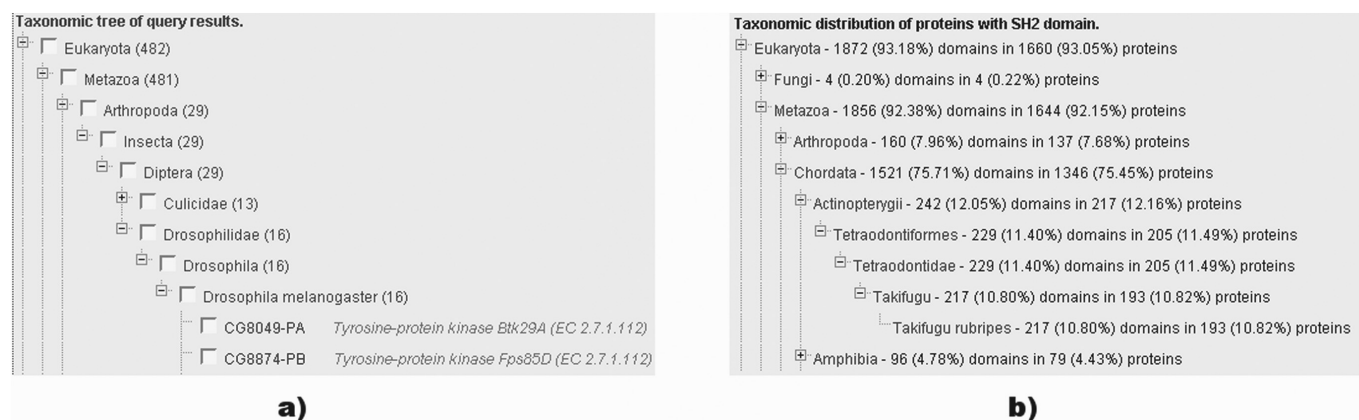 Taxonomic tree of query results.
Eukaryota (482)
Metazoa (481)
Arthropoda (29)
Insecta (29)
Diptera (29)
Culicidae (13)
Drosophilidae (16)
Drosophila (16)
Drosophila melanogaster (16)
CG8049-PA Tyrosine-protein kinase Btk29A (EC 2.7.1.112)
CG8874-PB Tyrosine-protein kinase Fps85D (EC 2.7.1.112)
a)
Taxonomic distribution of proteins with SH2 domain.
Eukaryota - 1872 (93.18%) domains in 1660 (93.05%) proteins
Fungi - 4 (0.20%) domains in 4 (0.22%) proteins
Metazoa - 1856 (92.38%) domains in 1644 (92.15%) proteins
Arthropoda - 160 (7.96%) domains in 137 (7.68%) proteins
Chordata - 1521 (75.71%) domains in 1346 (75.45%) proteins
Actinopterygii - 242 (12.05%) domains in 217 (12.16%) proteins
Tetraodontiformes - 229 (11.40%) domains in 205 (11.49%) proteins
Tetraodontidae - 229 (11.40%) domains in 205 (11.49%) proteins
Takifugu - 217 (10.80%) domains in 193 (10.82%) proteins
Takifugu rubripes - 217 (10.80%) domains in 193 (10.82%) proteins
Amphibia - 96 (4.78%) domains in 79 (4.43%) proteins
b)